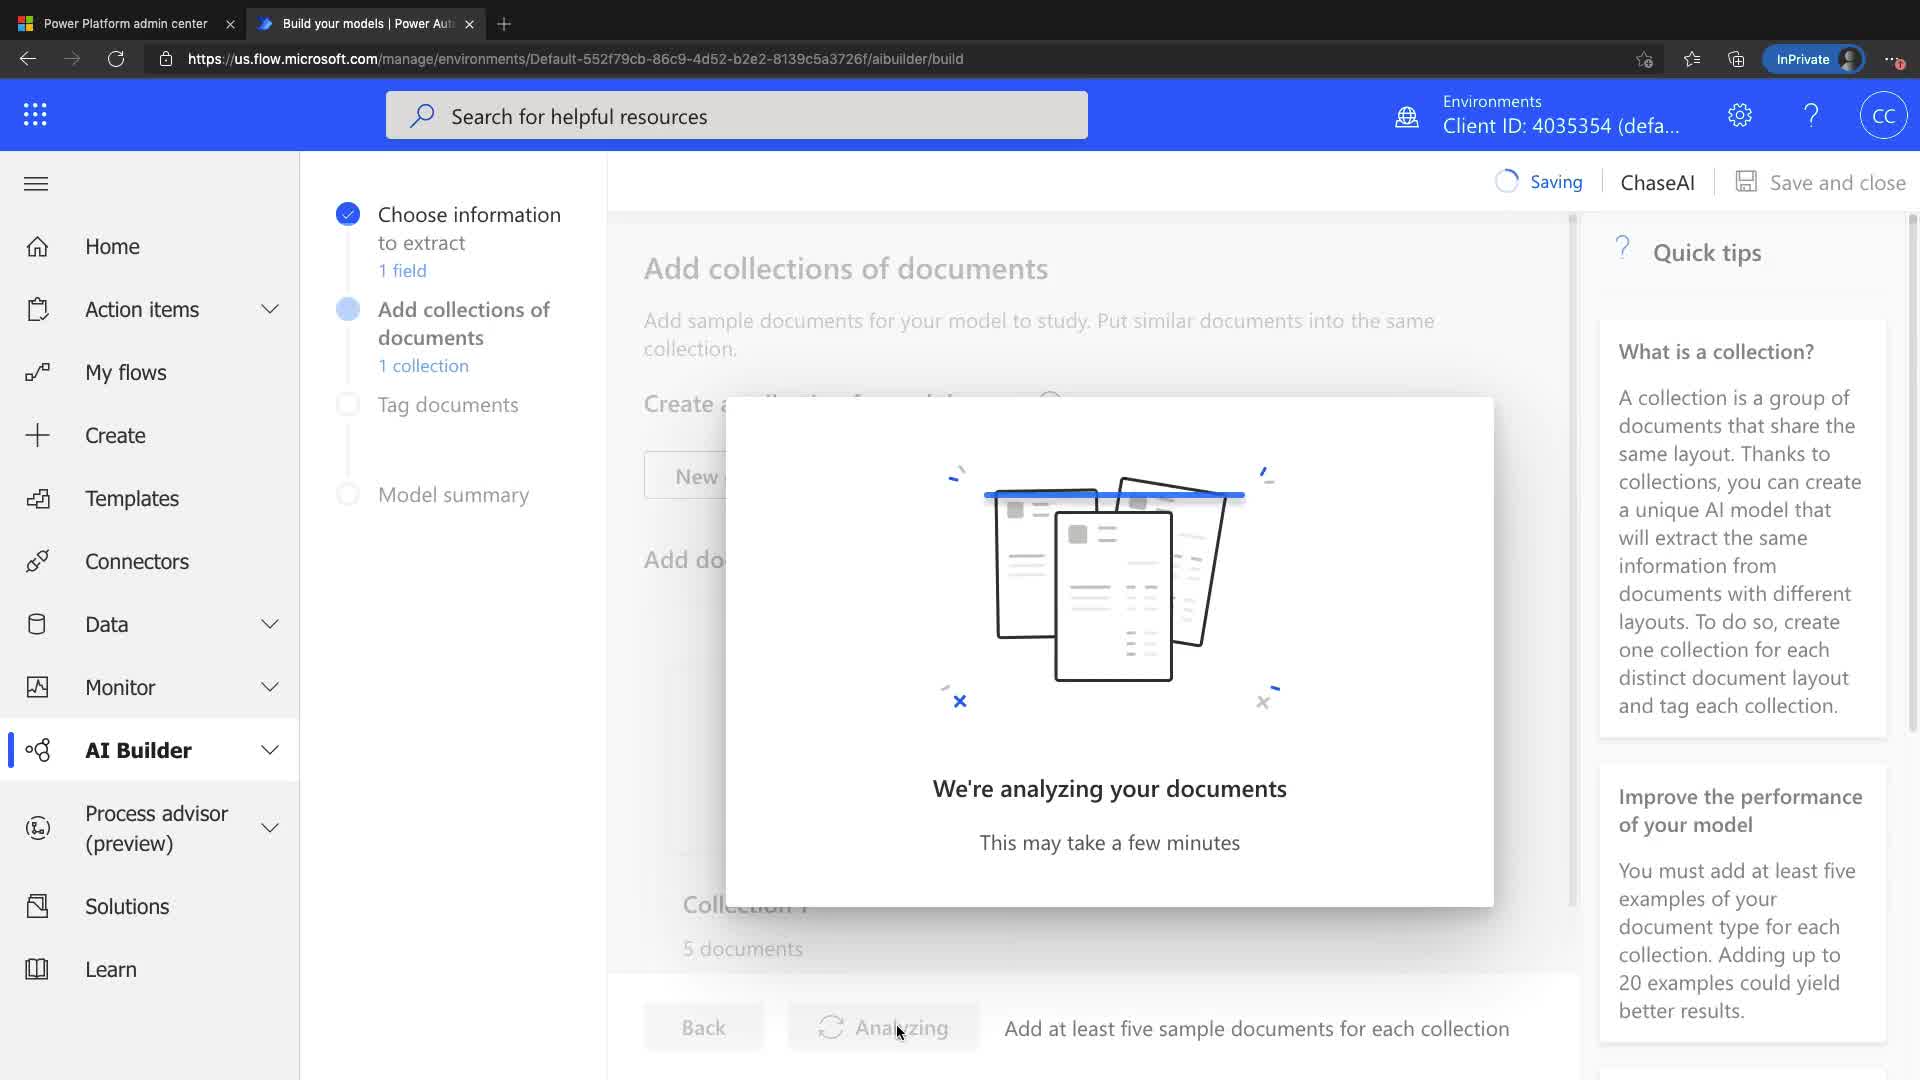 Power Platform admin center
Build your models | Power Aut
https://us.flow.microsoft.com/manage/environments/Default-552f79cb-86c9-4d52-b2e2-8139c5a3726f/aibuilder/build
InPrivate
Search for helpful resources
Environments
Client ID: 4035354 (defa...
CC
Saving
ChaseAI
Save and close
Home
Action items
My flows
Create
Templates
Connectors
Data
Monitor
AI Builder
Process advisor
(preview)
Solutions
Learn
Choose information
to extract
1 field
Add collections of
documents
1 collection
Tag documents
Model summary
Add collections of documents
Add sample documents for your model to study. Put similar documents into the same
collection.
Create a
New
Add do
We're analyzing your documents
This may take a few minutes
Collection 1
5 documents
Back
Analyzing
Add at least five sample documents for each collection
Quick tips
What is a collection?
A collection is a group of
documents that share the
same layout. Thanks to
collections, you can create
a unique AI model that
will extract the same
information from
documents with different
layouts. To do so, create
one collection for each
distinct document layout
and tag each collection.
Improve the performance
of your model
You must add at least five
examples of your
document type for each
collection. Adding up to
20 examples could yield
better results.